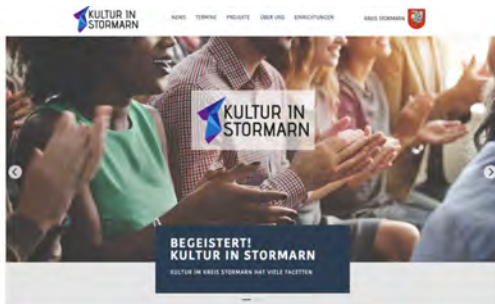 KULTUR IN
STORMARN
NEWS TERMINE PROJEKTE ÜBER UNS EINRICHTUNGEN
KREIS STORMARN
KULTUR IN
STORMARN
BEGEISTERT!
KULTUR IN STORMARN
KULTUR IM KREIS STORMARN HAT VIELE FACETTEN